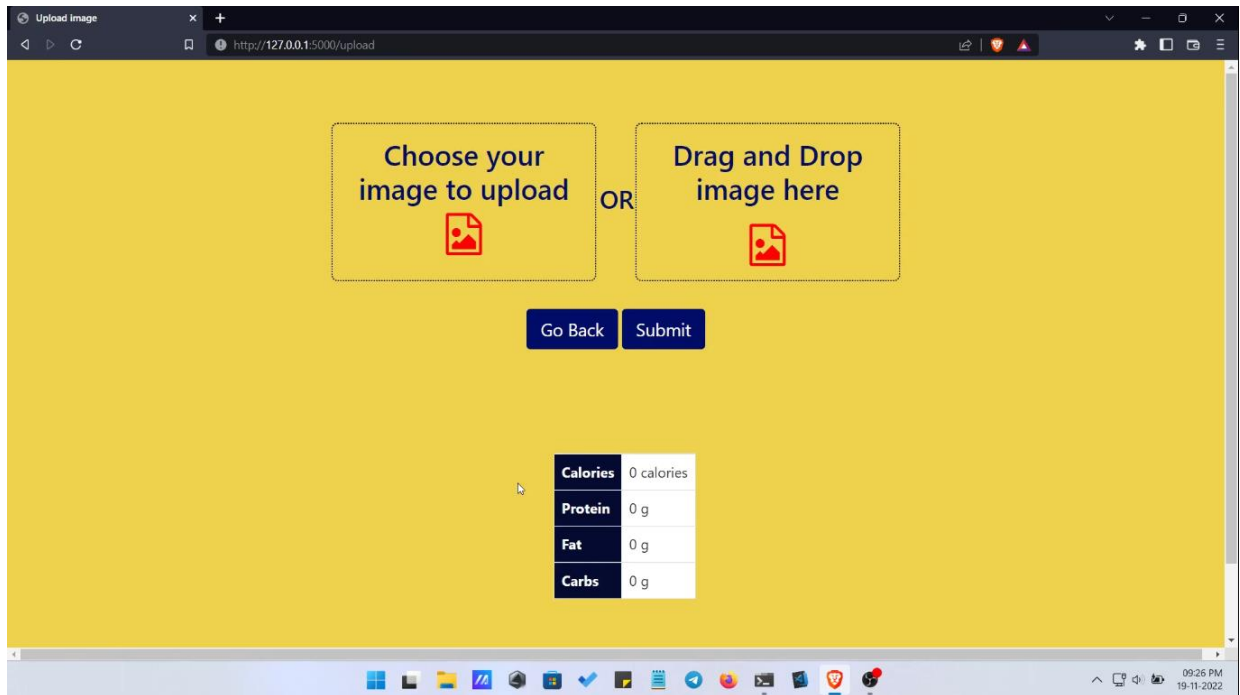 Upload image
http://127.0.0.1:5000/upload
Choose your
image to upload
OR
Drag and Drop
image here
Go Back
Submit
Calories 0 calories
Protein 0 g
Fat 0 g
Carbs 0 g
09:26 PM
19-11-2022